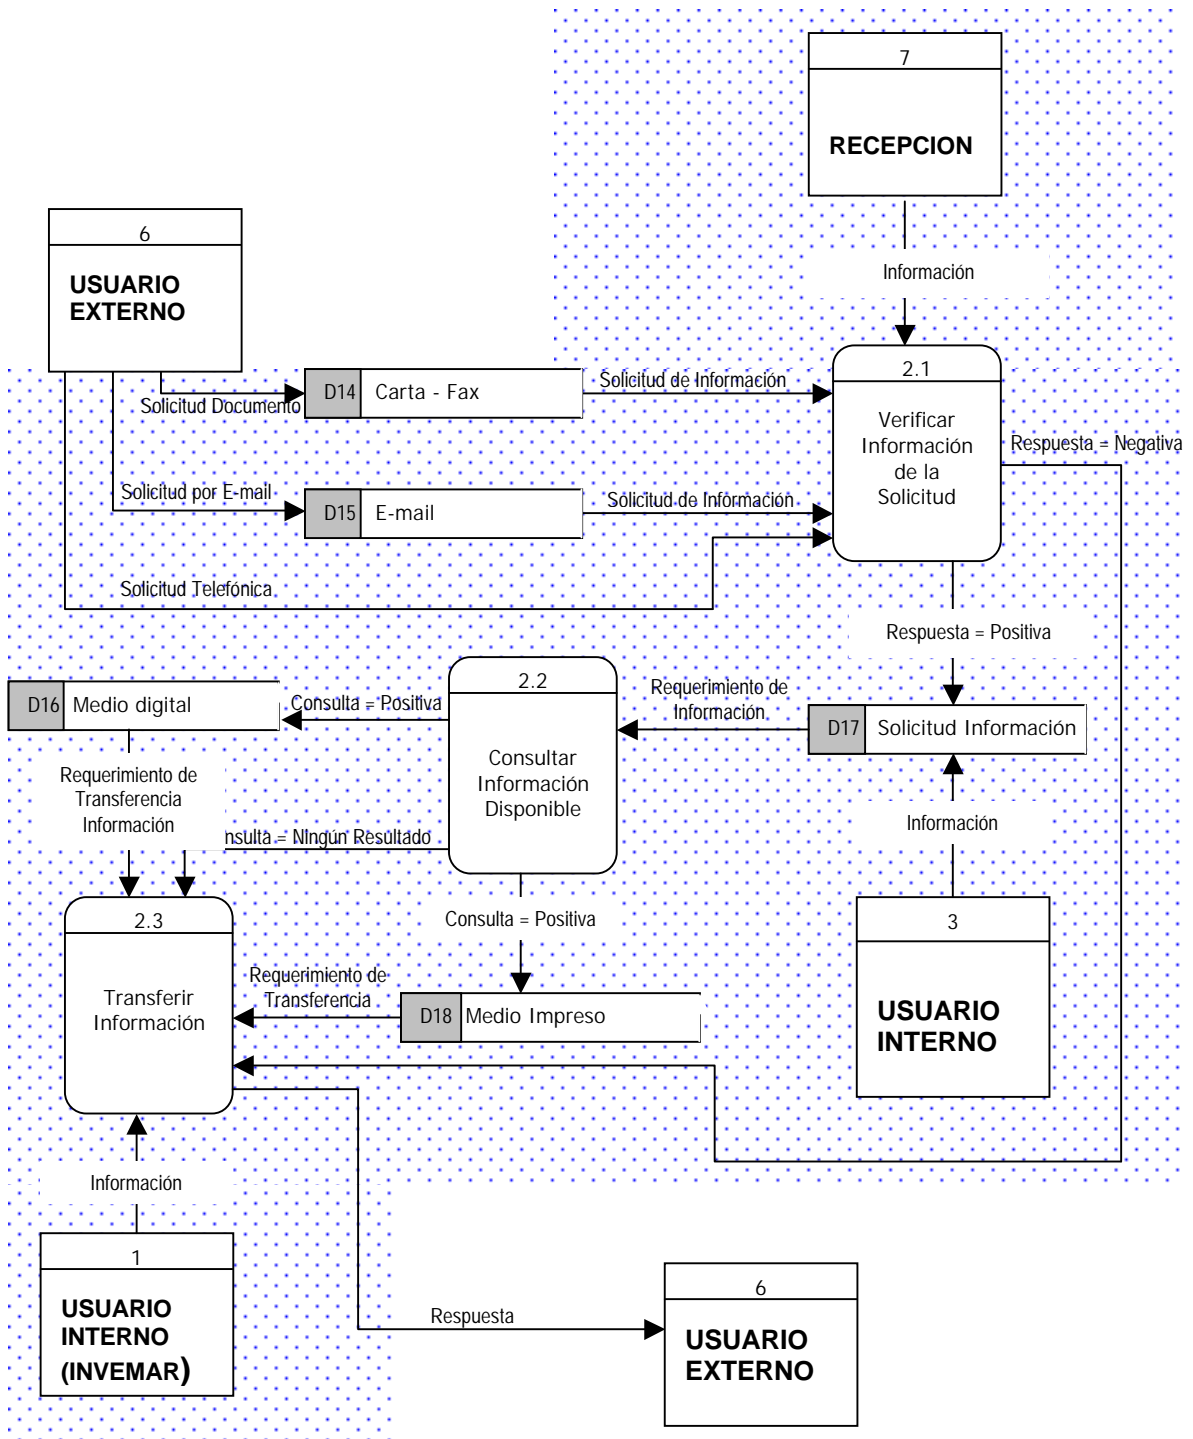 7
RECEPCION
6
USUARIO
EXTERNO
Información
2.1
Verificar
Información
de la
Solicitud
D14
Carta - Fax
Solicitud de Información
Solicitud Documento
Respuesta = Negativa
Solicitud por E-mail
D15
E-mail
Solicitud de Información
Solicitud Telefónica
Respuesta = Positiva
2.2
Consultar
Información
Disponible
D16
Medio digital
Consulta = Positiva
Requerimiento de
Información
D17
Solicitud Información
Requerimiento de
Transferencia
Información
nsulta = NIngún Resultado
Información
2.3
Transferir
Información
Consulta = Positiva
3
USUARIO
INTERNO
Requerimiento de
Transferencia
D18
Medio Impreso
Información
1
USUARIO
INTERNO
(INVEMAR)
Respuesta
6
USUARIO
EXTERNO